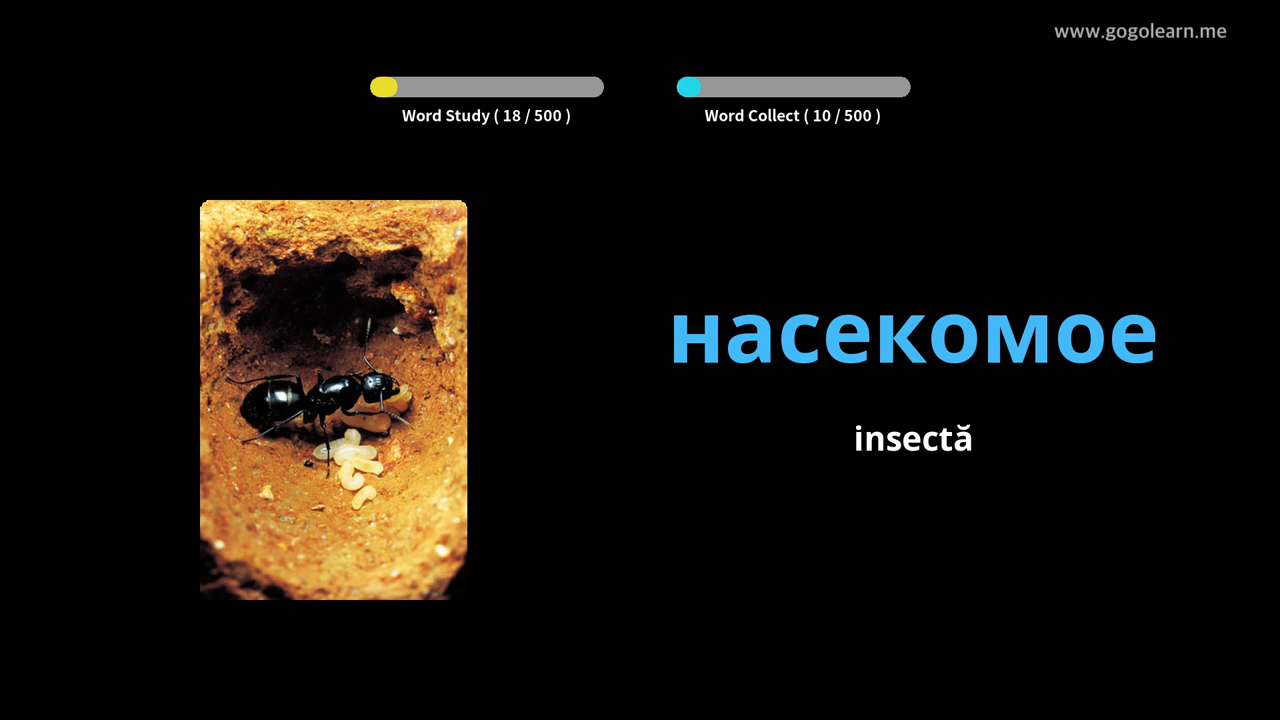 www.gogolearn.me
Word Study ( 18 / 500 )
Word Collect ( 10 / 500 )
насекомое
insectă